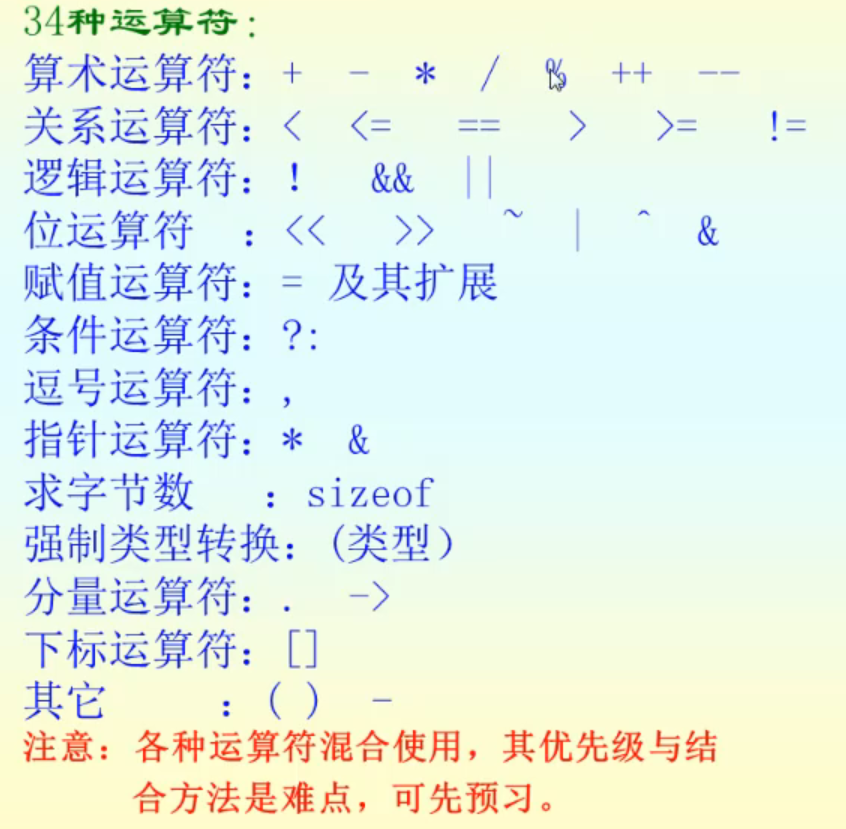 34种运算符:
算术运算符: + - * / % ++ --
关系运算符: < <= == > >= !=
逻辑运算符: ! && ||
位运算符 : << >> ~ | ^ &
赋值运算符: = 及其扩展
条件运算符: ?:
逗号运算符: ,
指针运算符: * &
求字节数 : sizeof
强制类型转换: (类型)
分量运算符: . ->
下标运算符: []
其它 : ( ) -
注意: 各种运算符混合使用, 其优先级与结
合方法是难点, 可先预习。